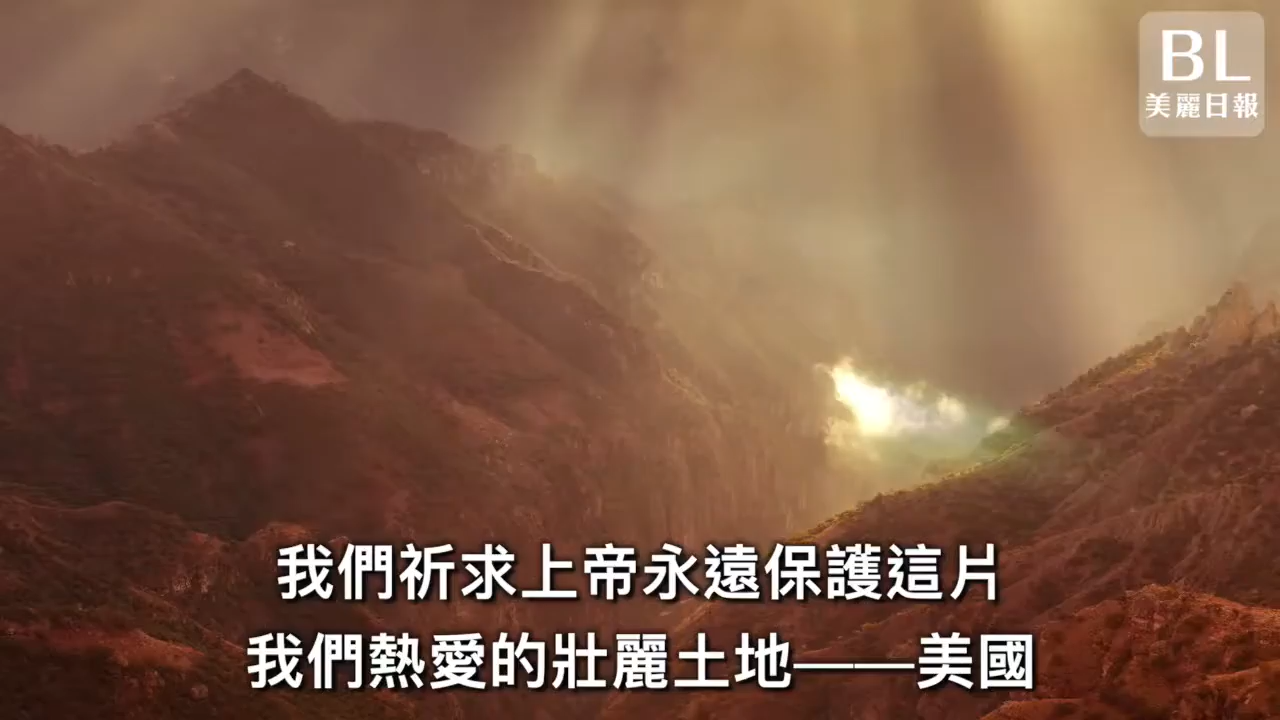 BL
美麗日報
我們祈求上帝永遠保護這片
我們熱愛的壯麗土地——美國